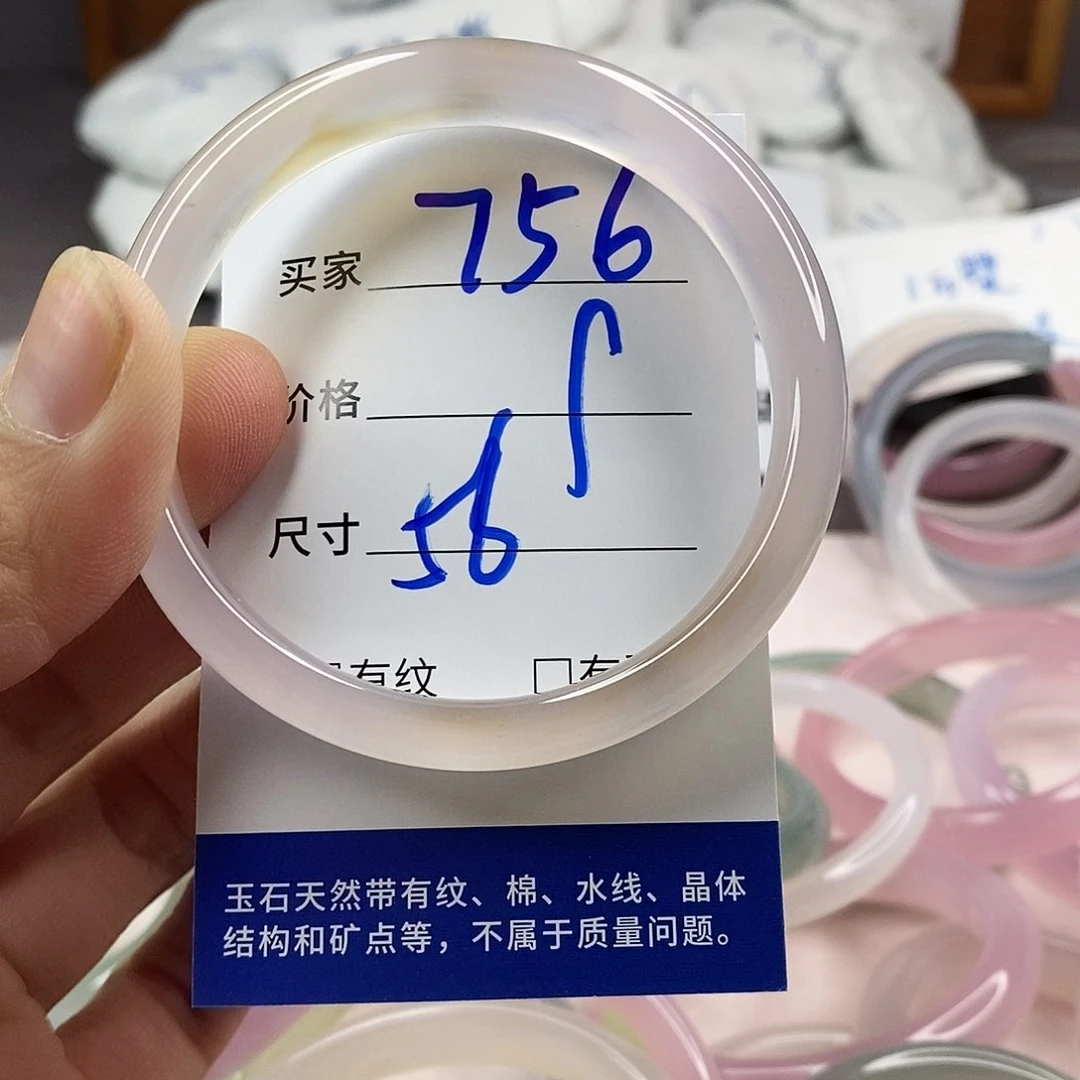 买家 756
价格
尺寸 56
有纹 □有
玉石天然带有纹、棉、水线、晶体
结构和矿点等，不属于质量问题。